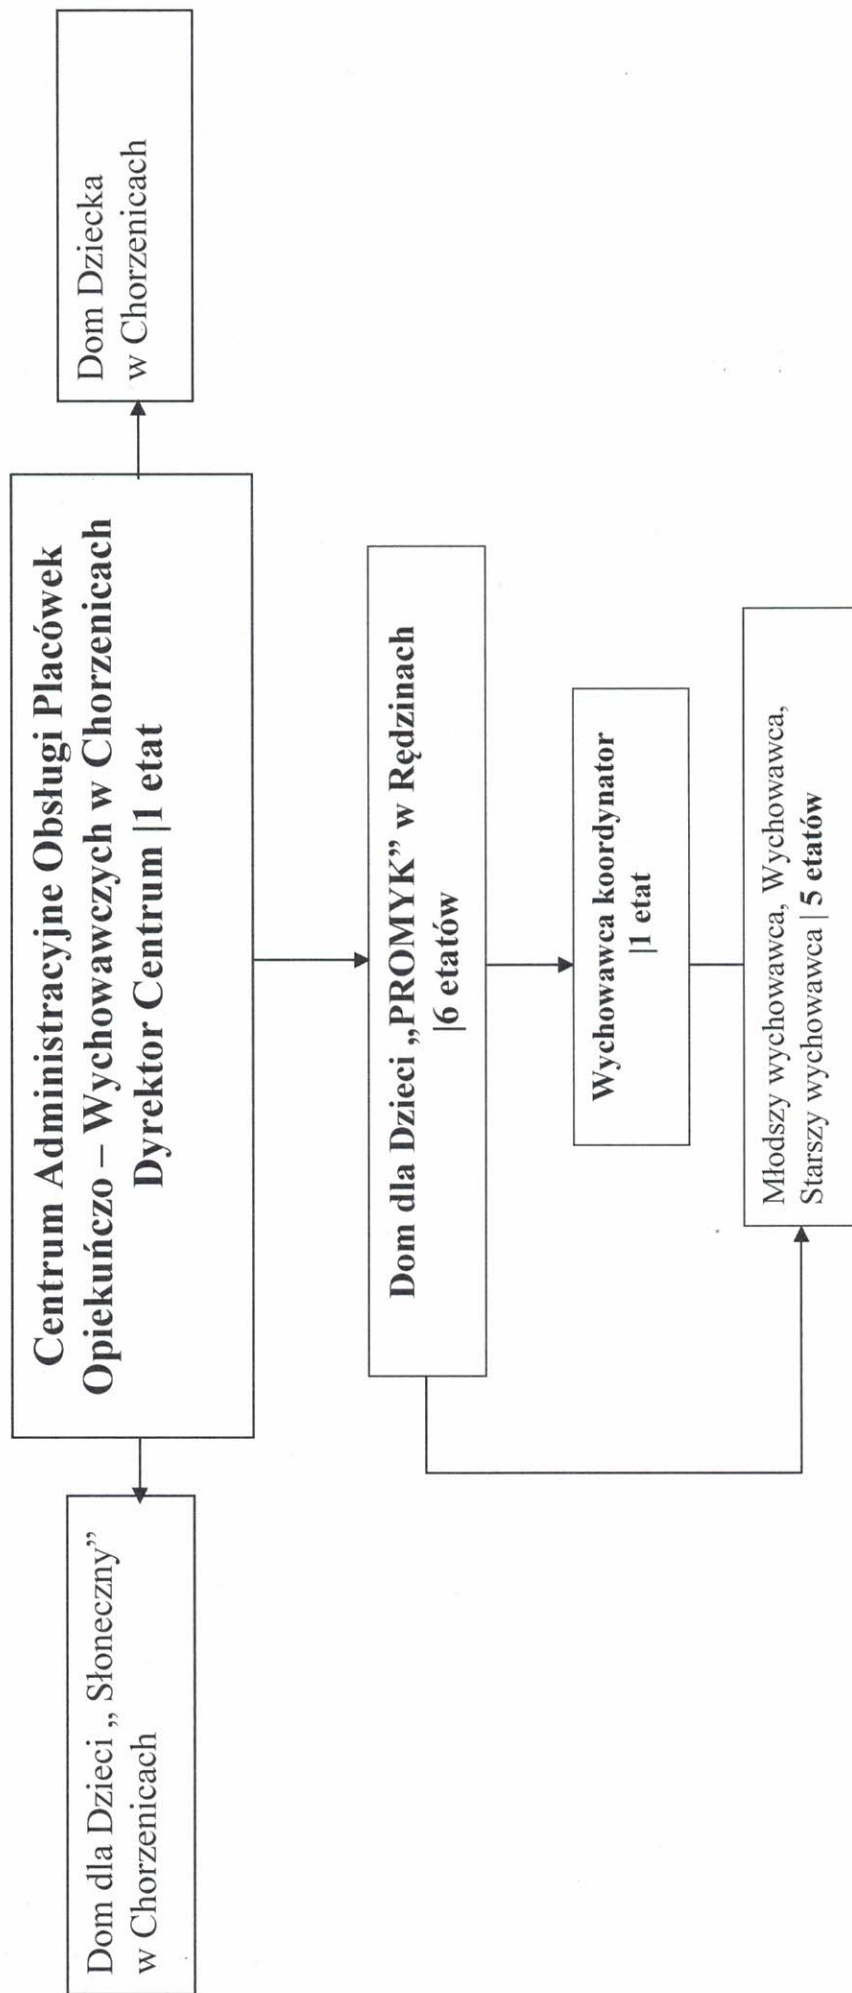 Centrum Administracyjne Obsługi Placówek
Opiekuńczo – Wychowawczych w Chorzenicach
Dyrektor Centrum |1 etat
Dom dla Dzieci „ Słoneczny”
w Chorzenicach
Dom Dziecka
w Chorzenicach
Dom dla Dzieci „PROMYK” w Rędzinach
|6 etatów
Wychowawca koordynator
|1 etat
Młodszy wychowawca, Wychowawca,
Starszy wychowawca | 5 etatów